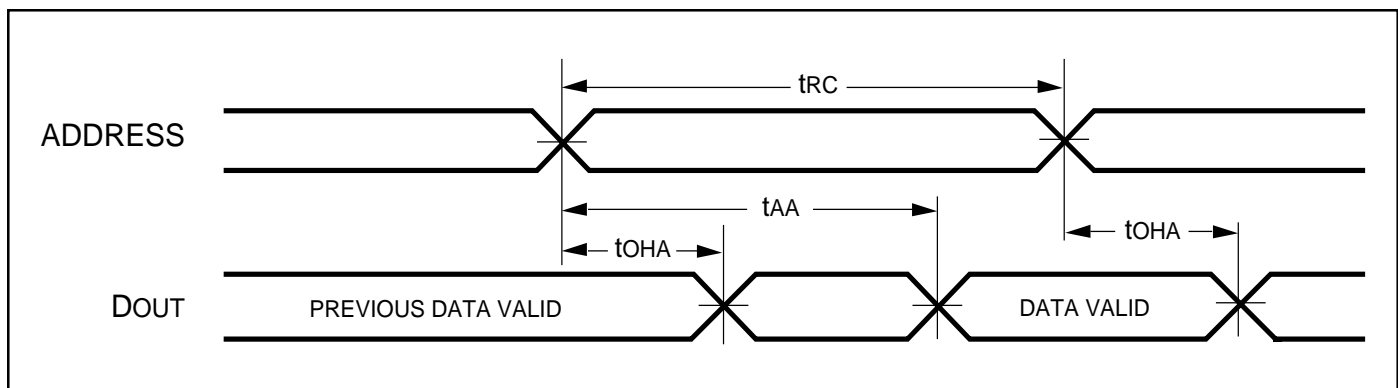 tRC
ADDRESS
tAA
tOHA
tOHA
DOUT
PREVIOUS DATA VALID
DATA VALID